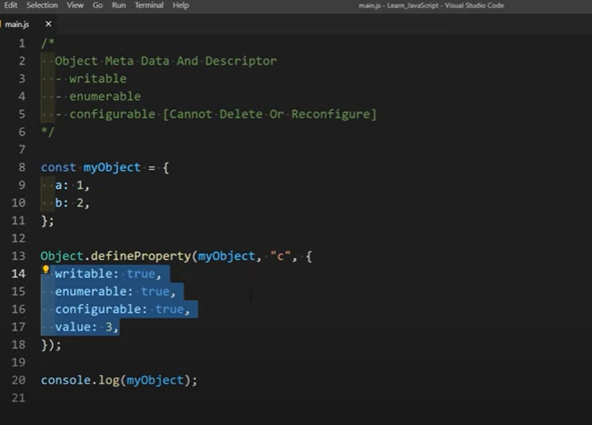 Edit Selection View Go Run Terminal Help main.js - Learn_JavaScript - Visual Studio Code
main.js ×
1 /*
2 Object Meta Data And Descriptor
3 - writable
4 - enumerable
5 - configurable [Cannot Delete Or Reconfigure]
6 */
7
8 const myObject = {
9 a: 1,
10 b: 2,
11 };
12
13 Object.defineProperty(myObject, "c", {
14 writable: true,
15 enumerable: true,
16 configurable: true,
17 value: 3,
18 });
19
20 console.log(myObject);
21